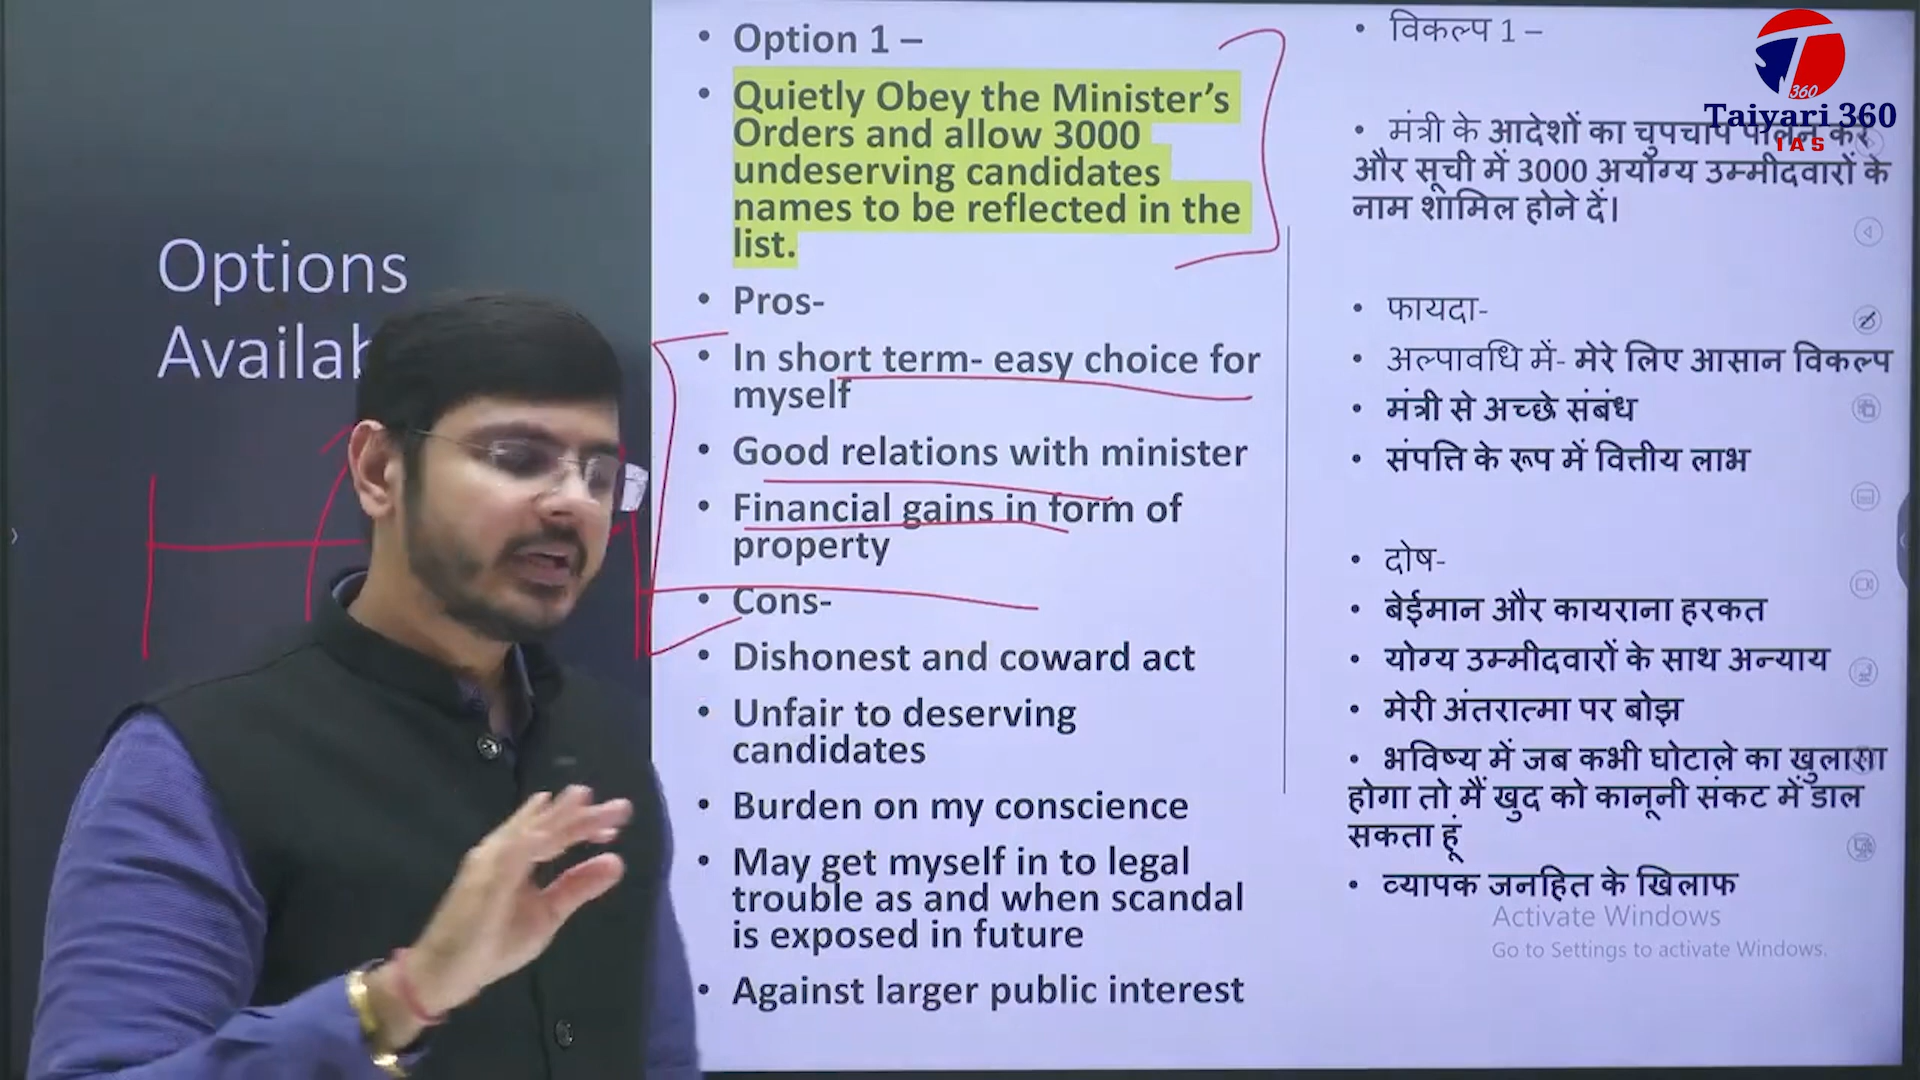 Options
Availab
• Option 1 –
• Quietly Obey the Minister’s
Orders and allow 3000
undeserving candidates
names to be reflected in the
list.
• Pros-
• In short term- easy choice for
myself
• Good relations with minister
• Financial gains in form of
property
• Cons-
• Dishonest and coward act
• Unfair to deserving
candidates
• Burden on my conscience
• May get myself in to legal
trouble as and when scandal
is exposed in future
• Against larger public interest
• विकल्प 1 –
• मंत्री के आदेशों का चुपचाप पालन करें
और सूची में 3000 अयोग्य उम्मीदवारों के
नाम शामिल होने दें।
• फायदा-
• अल्पावधि में- मेरे लिए आसान विकल्प
• मंत्री से अच्छे संबंध
• संपत्ति के रूप में वित्तीय लाभ
• दोष-
• बेईमान और कायराना हरकत
• योग्य उम्मीदवारों के साथ अन्याय
• मेरी अंतरात्मा पर बोझ
• भविष्य में जब कभी घोटाले का खुलासा
होगा तो मैं खुद को कानूनी संकट में डाल
सकता हूं
• व्यापक जनहित के खिलाफ
Activate Windows
Go to Settings to activate Windows.
360
Taiyari 360
IAS